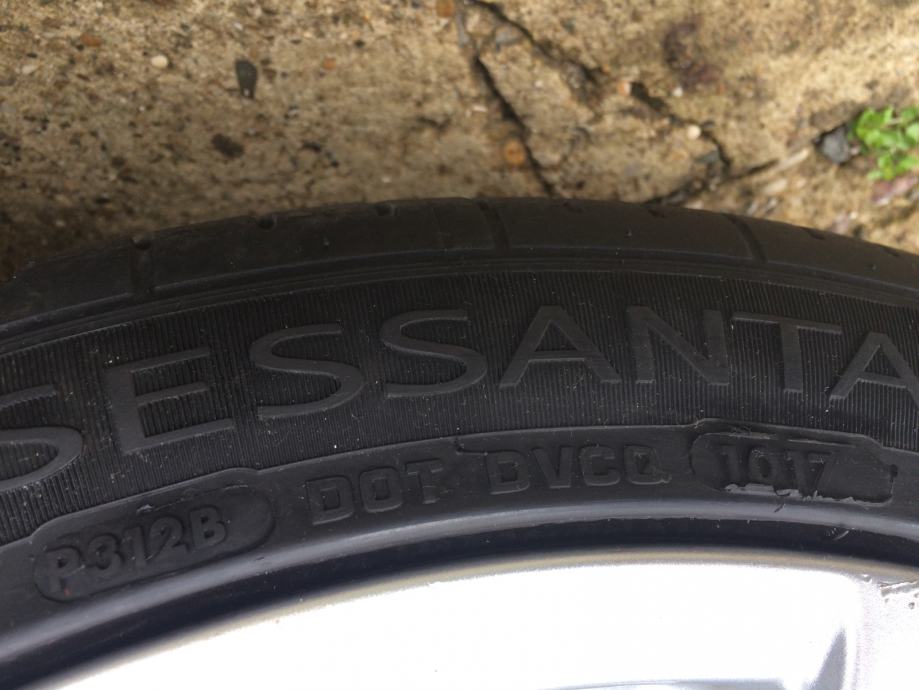 SESSANTA
P312B DOT DVCQ 1017